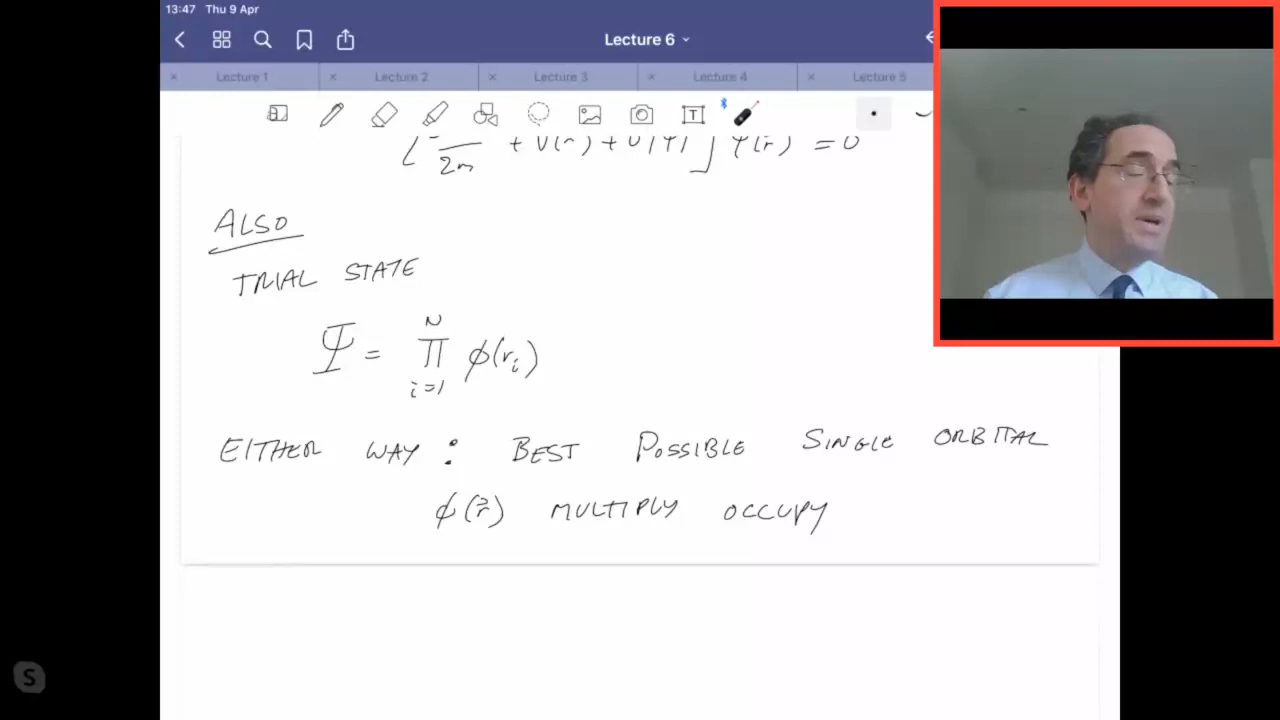 13:47 Thu 9 Apr
Lecture 6
Lecture 1 Lecture 2 Lecture 3 Lecture 4 Lecture 5
T
2m = 0
ALSO
TRIAL STATE
Ψ = N ∏ i=1 φ(r_i)
EITHER WAY : BEST POSSIBLE SINGLE ORBITAL
φ(r⃗) MULTIPLY OCCUPY
S